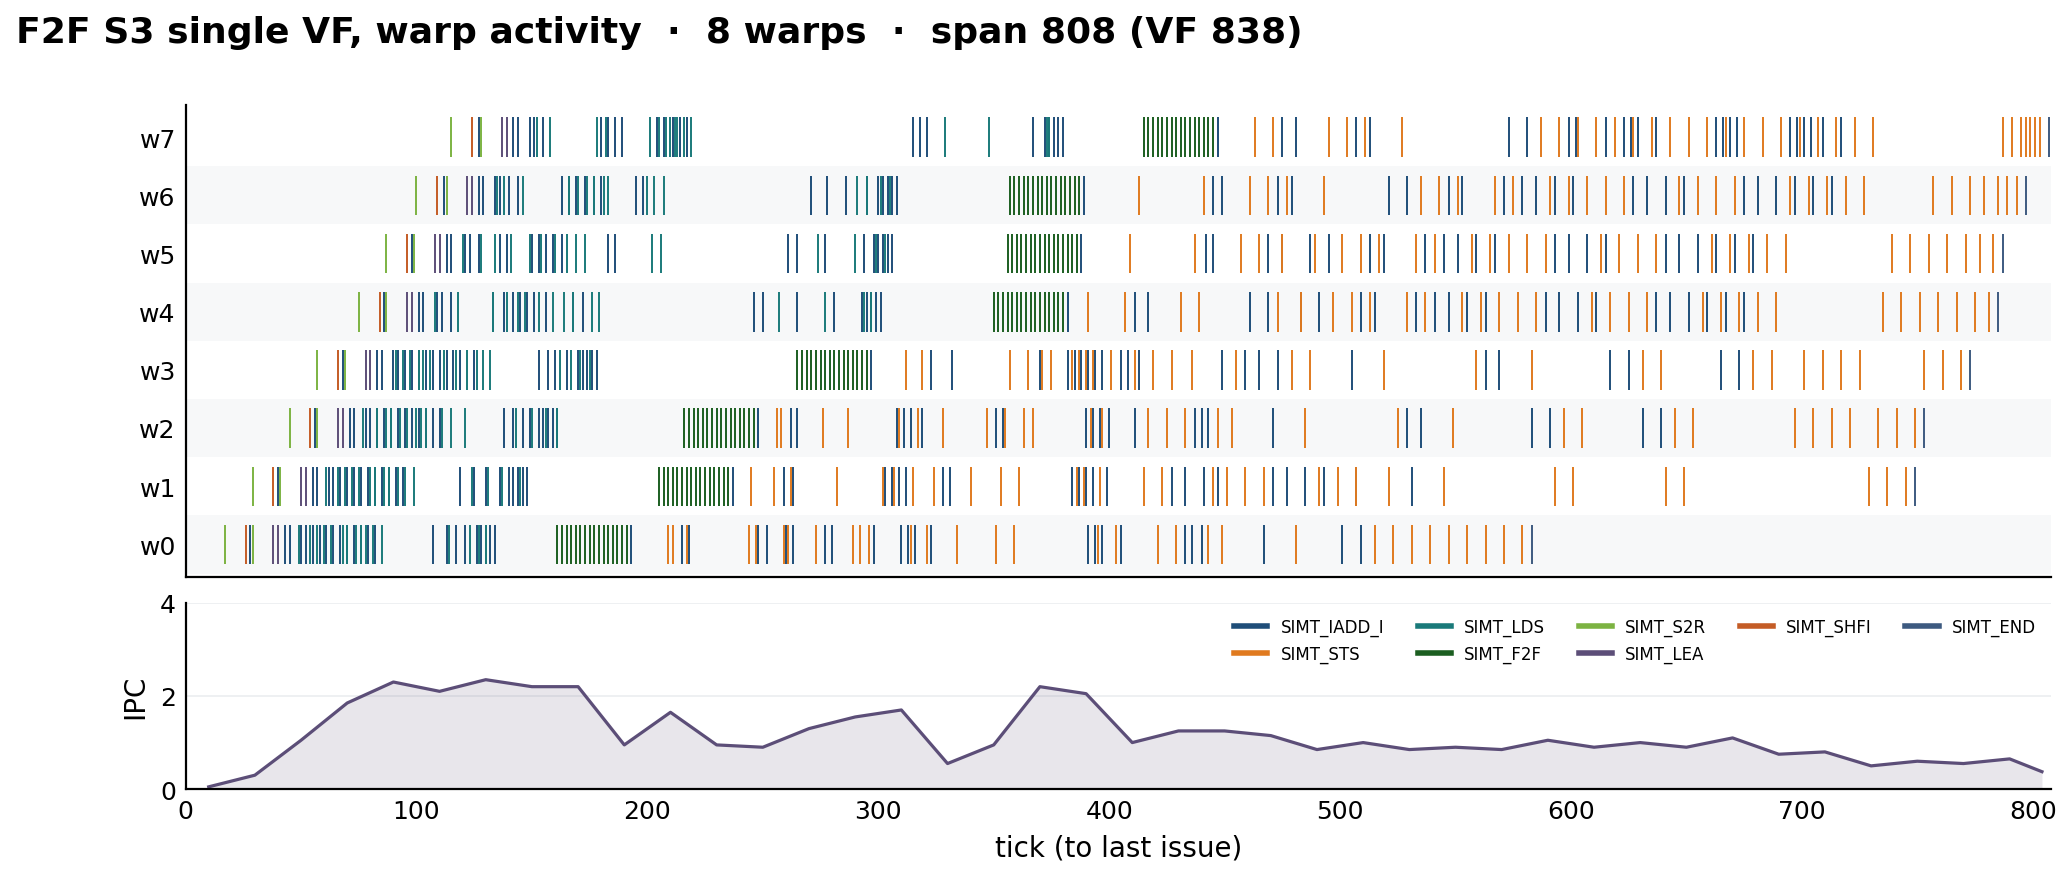 F2F S3 single VF, warp activity · 8 warps · span 808 (VF 838)
w7
w6
w5
w4
w3
w2
w1
w0
4
2
0
IPC
SIMT_IADD_I SIMT_LDS SIMT_S2R SIMT_SHFI SIMT_END
SIMT_STS SIMT_F2F SIMT_LEA
0 100 200 300 400 500 600 700 800
tick (to last issue)